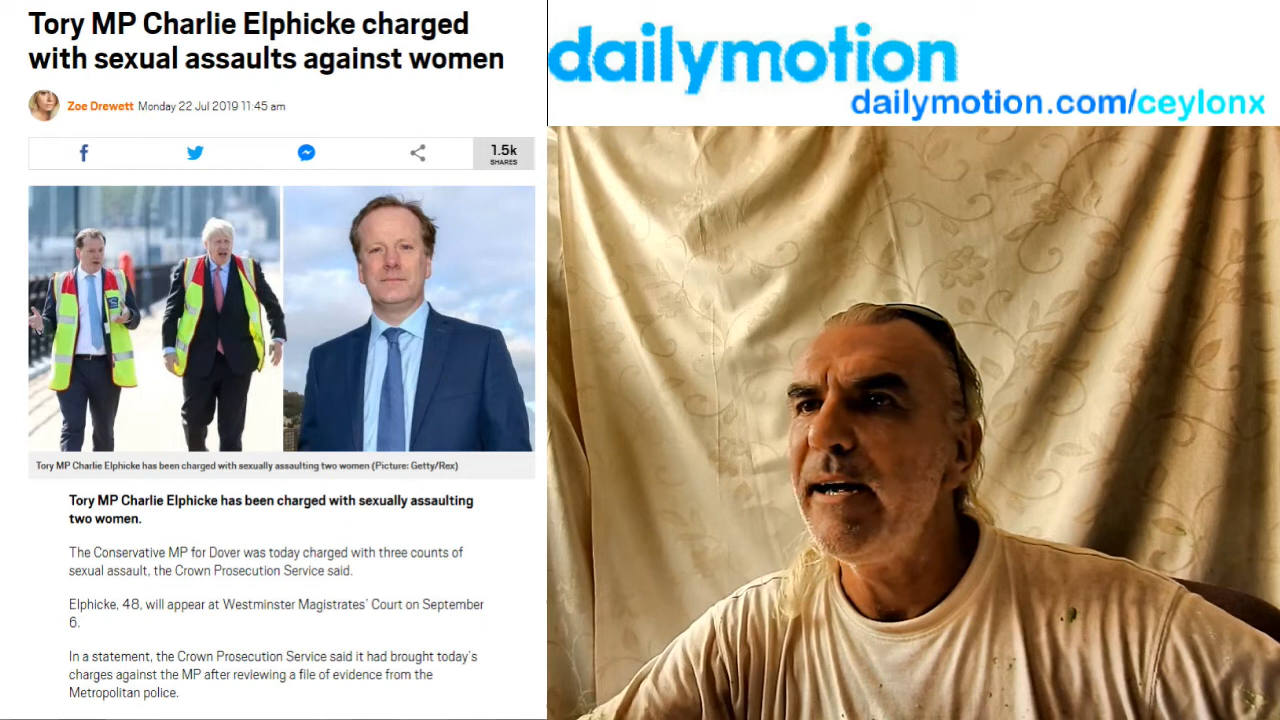 Tory MP Charlie Elphicke charged
with sexual assaults against women
Zoe Drewett Monday 22 Jul 2019 11:45 am
1.5k
SHARES
Tory MP Charlie Elphicke has been charged with sexually assaulting two women (Picture: Getty/Rex)
Tory MP Charlie Elphicke has been charged with sexually assaulting
two women.
The Conservative MP for Dover was today charged with three counts of
sexual assault, the Crown Prosecution Service said.
Elphicke, 48, will appear at Westminster Magistrates' Court on September
6.
In a statement, the Crown Prosecution Service said it had brought today's
charges against the MP after reviewing a file of evidence from the
Metropolitan police.
dailymotion
dailymotion.com/ceylonx